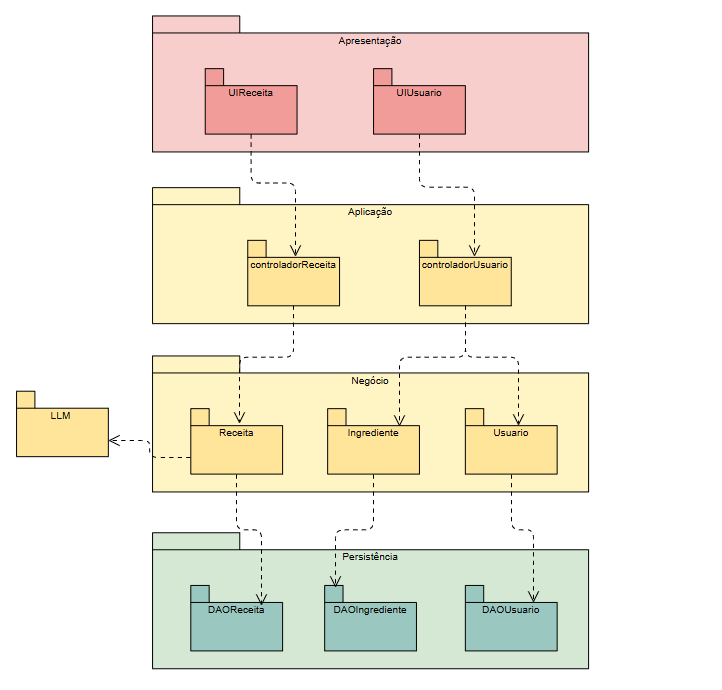 Apresentação
UIReceita
UIUsuario
Aplicação
controladorReceita
controladorUsuario
Negócio
LLM
Receita
Ingrediente
Usuario
Persistência
DAOReceita
DAOIngrediente
DAOUsuario